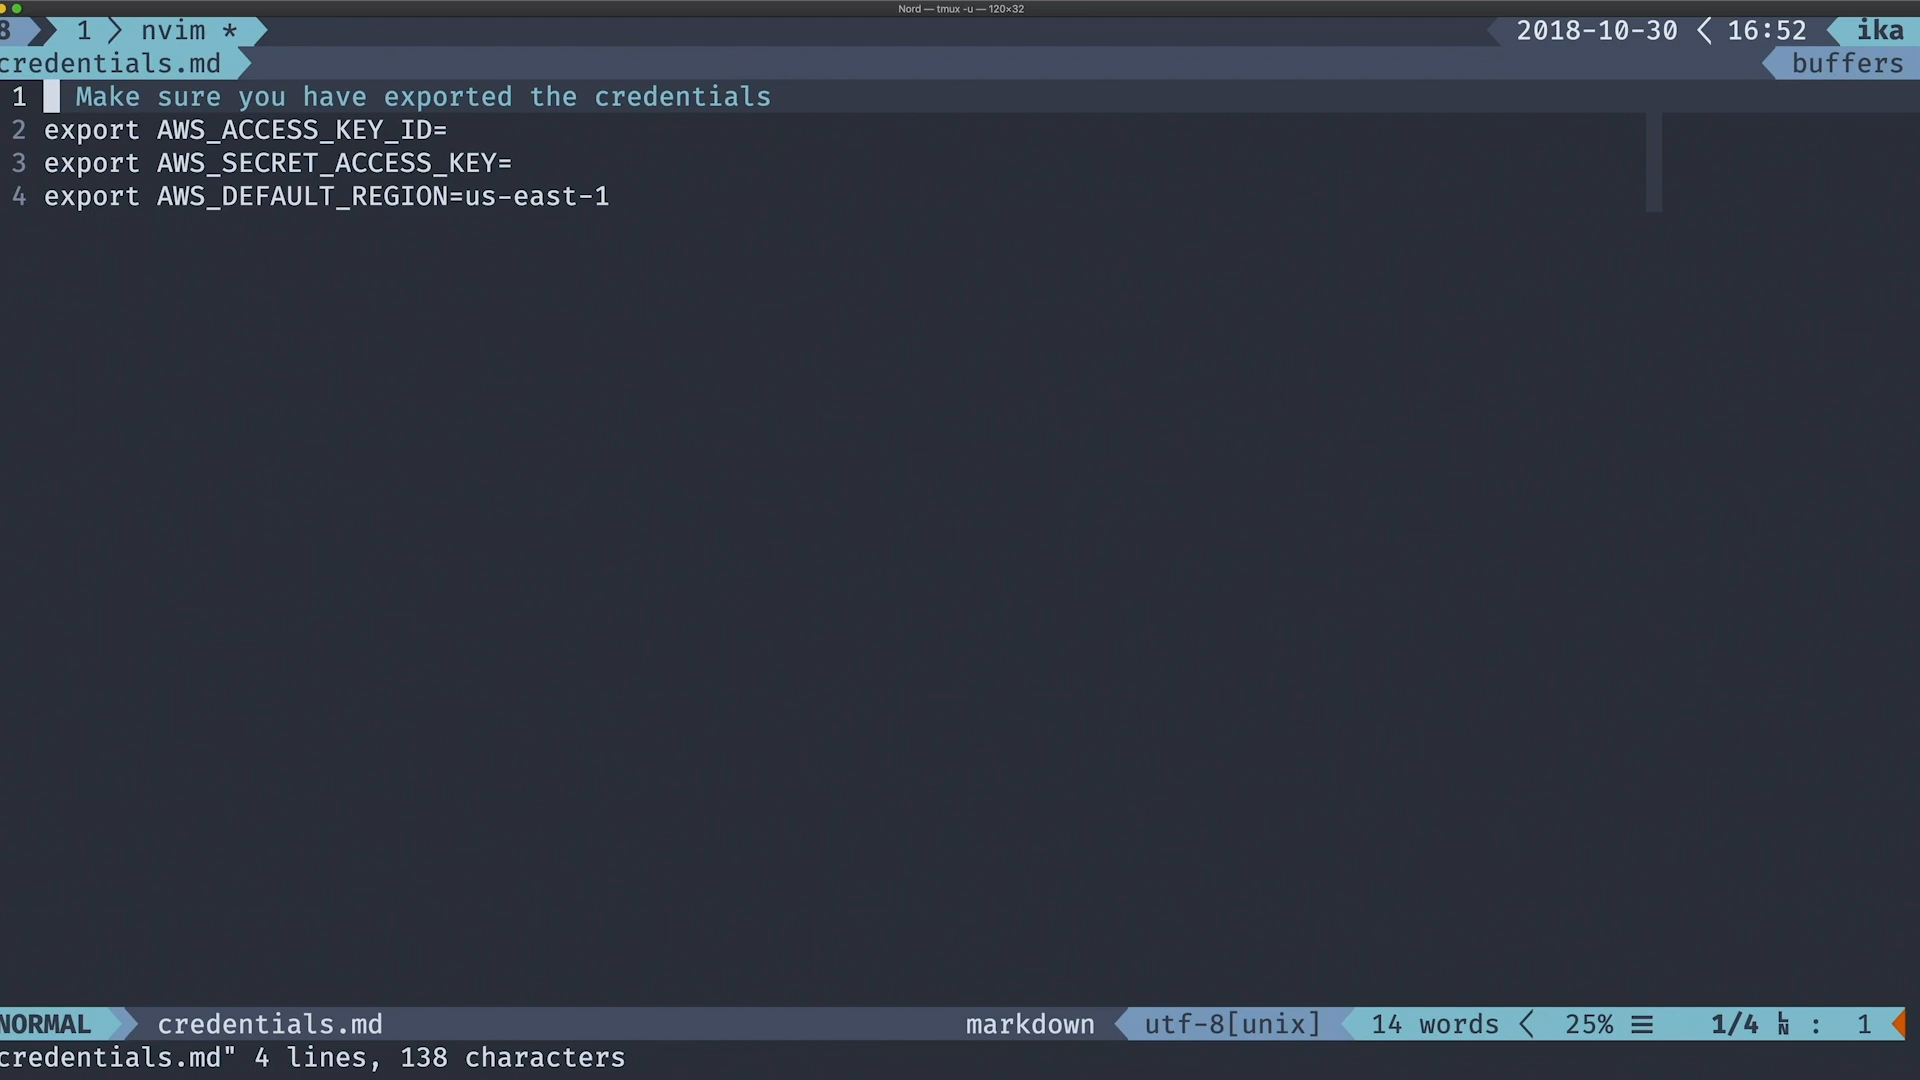 Nord — tmux -u — 120×32
8 1 nvim * 2018-10-30 16:52 ika
credentials.md buffers
1 Make sure you have exported the credentials
2 export AWS_ACCESS_KEY_ID=
3 export AWS_SECRET_ACCESS_KEY=
4 export AWS_DEFAULT_REGION=us-east-1
NORMAL credentials.md markdown utf-8[unix] 14 words 25% ☰ 1/4 ␤ : 1
credentials.md" 4 lines, 138 characters